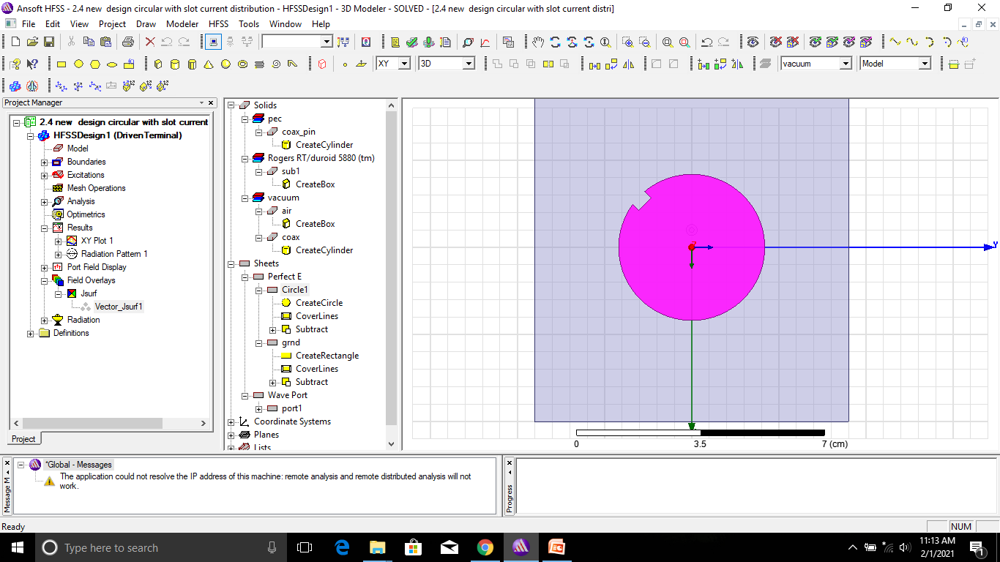 Ansoft HFSS - 2.4 new  design circular with slot current distribution - HFSSDesign1 - 3D Modeler - SOLVED - [2.4 new  design circular with slot current distri]
File Edit View Project Draw Modeler HFSS Tools Window Help
XY 3D vacuum Model
Project Manager
2.4 new  design circular with slot current
HFSSDesign1 (DrivenTerminal)
Model
Boundaries
Excitations
Mesh Operations
Analysis
Optimetrics
Results
XY Plot 1
Radiation Pattern 1
Port Field Display
Field Overlays
Jsurf
Vector_Jsurf1
Radiation
Definitions
Project
Solids
pec
coax_pin
CreateCylinder
Rogers RT/duroid 5880 (tm)
sub1
CreateBox
vacuum
air
CreateBox
coax
CreateCylinder
Sheets
Perfect E
Circle1
CreateCircle
CoverLines
Subtract
grnd
CreateRectangle
CoverLines
Subtract
Wave Port
port1
Coordinate Systems
Planes
Lists
Y
Z
0 3.5 7 (cm)
Message M
*Global - Messages
The application could not resolve the IP address of this machine: remote analysis and remote distributed analysis will not
work.
Progress
Ready
NUM
Type here to search
11:13 AM
2/1/2021
1